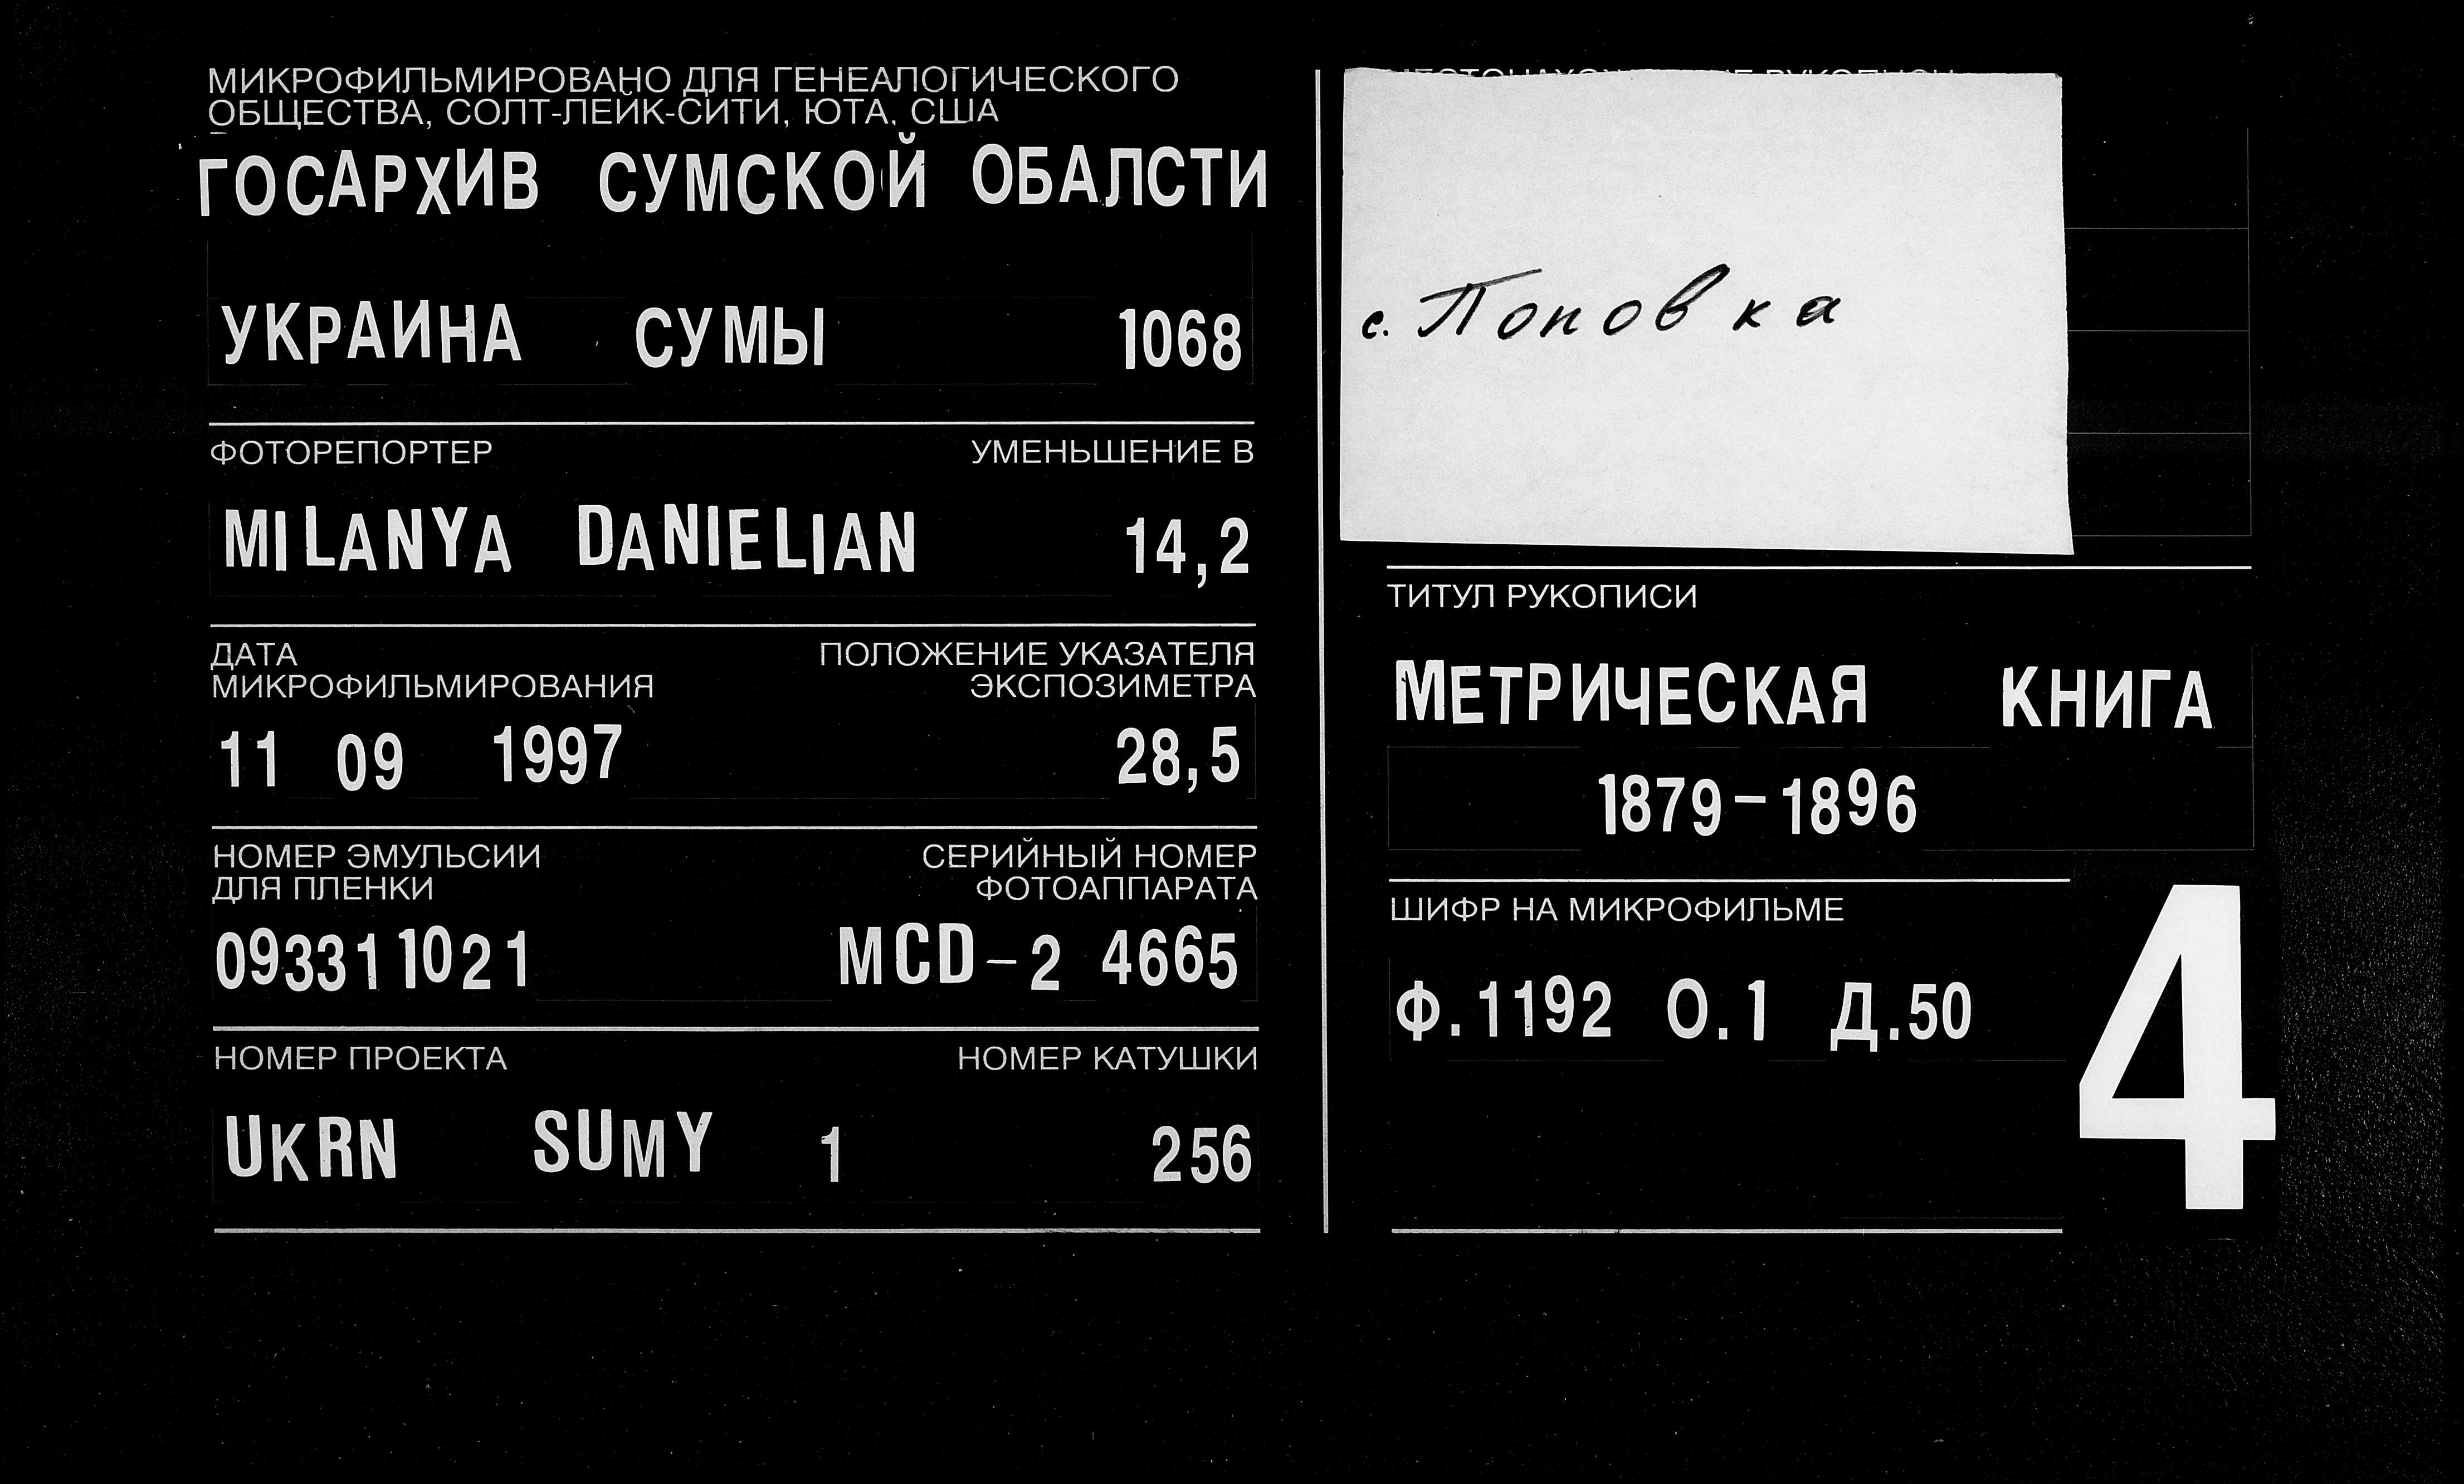 МИКРОФИЛЬМИРОВАНО ДЛЯ ГЕНЕАЛОГИЧЕСКОГО
ОБЩЕСТВА, СОЛТ-ЛЕЙК-СИТИ, ЮТА, США
ГОСАРХИВ СУМСКОЙ ОБАЛСТИ
УКРАИНА СУМЫ 1068
ФОТОРЕПОРТЕР УМЕНЬШЕНИЕ В
MILANYA DANIELIAN 14,2
ДАТА ПОЛОЖЕНИЕ УКАЗАТЕЛЯ
МИКРОФИЛЬМИРОВАНИЯ ЭКСПОЗИМЕТРА
11 09 1997 28,5
НОМЕР ЭМУЛЬСИИ СЕРИЙНЫЙ НОМЕР
ДЛЯ ПЛЕНКИ ФОТОАППАРАТА
093311021 MCD-2 4665
НОМЕР ПРОЕКТА НОМЕР КАТУШКИ
UKRN SUMY 1 256
с. Поповка
ТИТУЛ РУКОПИСИ
МЕТРИЧЕСКАЯ КНИГА
1879-1896
ШИФР НА МИКРОФИЛЬМЕ
Ф.1192 О.1 Д.50
4